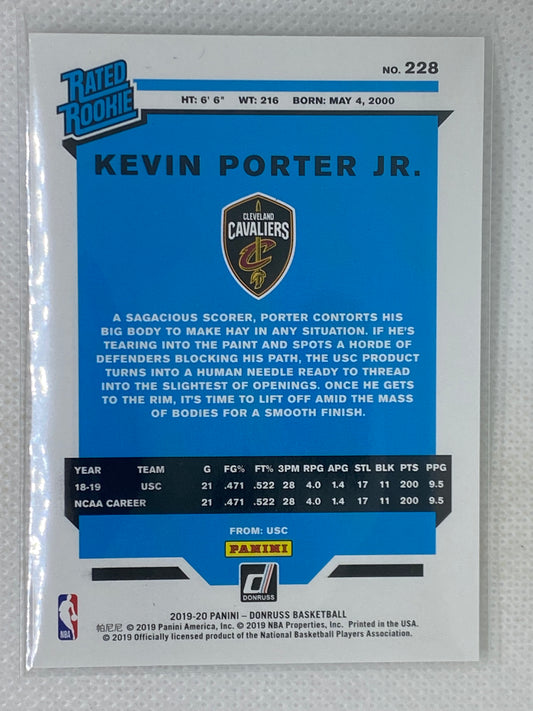 RATED
ROOKIE
NO. 228
HT: 6' 6" WT: 216 BORN: MAY 4, 2000
KEVIN PORTER JR.
CLEVELAND
CAVALIERS
C
A SAGACIOUS SCORER, PORTER CONTORTS HIS
BIG BODY TO MAKE HAY IN ANY SITUATION. IF HE'S
TEARING INTO THE PAINT AND SPOTS A HORDE OF
DEFENDERS BLOCKING HIS PATH, THE USC PRODUCT
TURNS INTO A HUMAN NEEDLE READY TO THREAD
INTO THE SLIGHTEST OF OPENINGS. ONCE HE GETS
TO THE RIM, IT'S TIME TO LIFT OFF AMID THE MASS
OF BODIES FOR A SMOOTH FINISH.
YEAR TEAM G FG% FT% 3PM RPG APG STL BLK PTS PPG
18-19 USC 21 .471 .522 28 4.0 1.4 17 11 200 9.5
NCAA CAREER 21 .471 .522 28 4.0 1.4 17 11 200 9.5
FROM: USC
PANINI
d
DONRUSS
NBA
2019-20 PANINI – DONRUSS BASKETBALL
帕尼尼 © 2019 Panini America, Inc. © 2019 NBA Properties, Inc. Printed in the USA.
© 2019 Officially licensed product of the National Basketball Players Association.